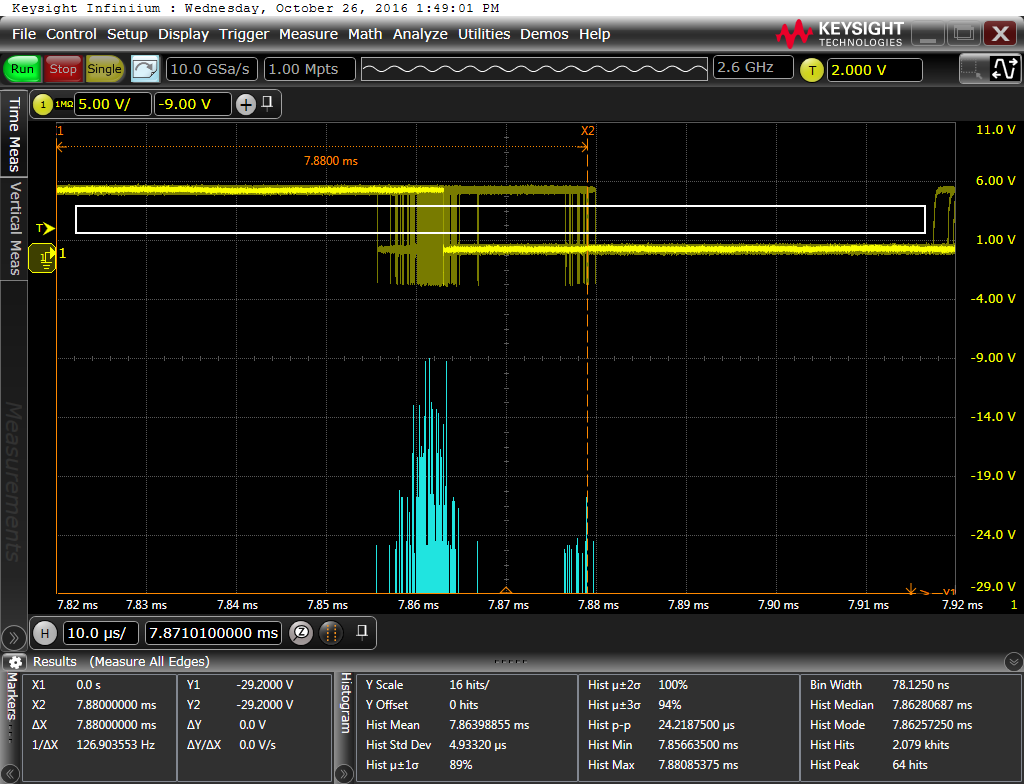 Keysight Infiniium : Wednesday, October 26, 2016 1:49:01 PM
File Control Setup Display Trigger Measure Math Analyze Utilities Demos Help
KEYSIGHT
TECHNOLOGIES
Run Stop Single 10.0 GSa/s 1.00 Mpts 2.6 GHz T 2.000 V
1 1MΩ 5.00 V/ -9.00 V
Time Meas
Vertical Meas
Measurements
1 X2 11.0 V
7.8800 ms
6.00 V
T
1.00 V
1 1
-4.00 V
-9.00 V
-14.0 V
-19.0 V
-24.0 V
-29.0 V
Y1
7.82 ms 7.83 ms 7.84 ms 7.85 ms 7.86 ms 7.87 ms 7.88 ms 7.89 ms 7.90 ms 7.91 ms 7.92 ms 1
H 10.0 µs/ 7.8710100000 ms
Results (Measure All Edges)
Markers...
X1 0.0 s Y1 -29.2000 V
X2 7.88000000 ms Y2 -29.2000 V
ΔX 7.88000000 ms ΔY 0.0 V
1/ΔX 126.903553 Hz ΔY/ΔX 0.0 V/s
Histogram
Y Scale 16 hits/ Hist µ±2σ 100% Bin Width 78.1250 ns
Y Offset 0 hits Hist µ±3σ 94% Hist Median 7.86280687 ms
Hist Mean 7.86398855 ms Hist p-p 24.2187500 µs Hist Mode 7.86257250 ms
Hist Std Dev 4.93320 µs Hist Min 7.85663500 ms Hist Hits 2.079 khits
Hist µ±1σ 89% Hist Max 7.88085375 ms Hist Peak 64 hits